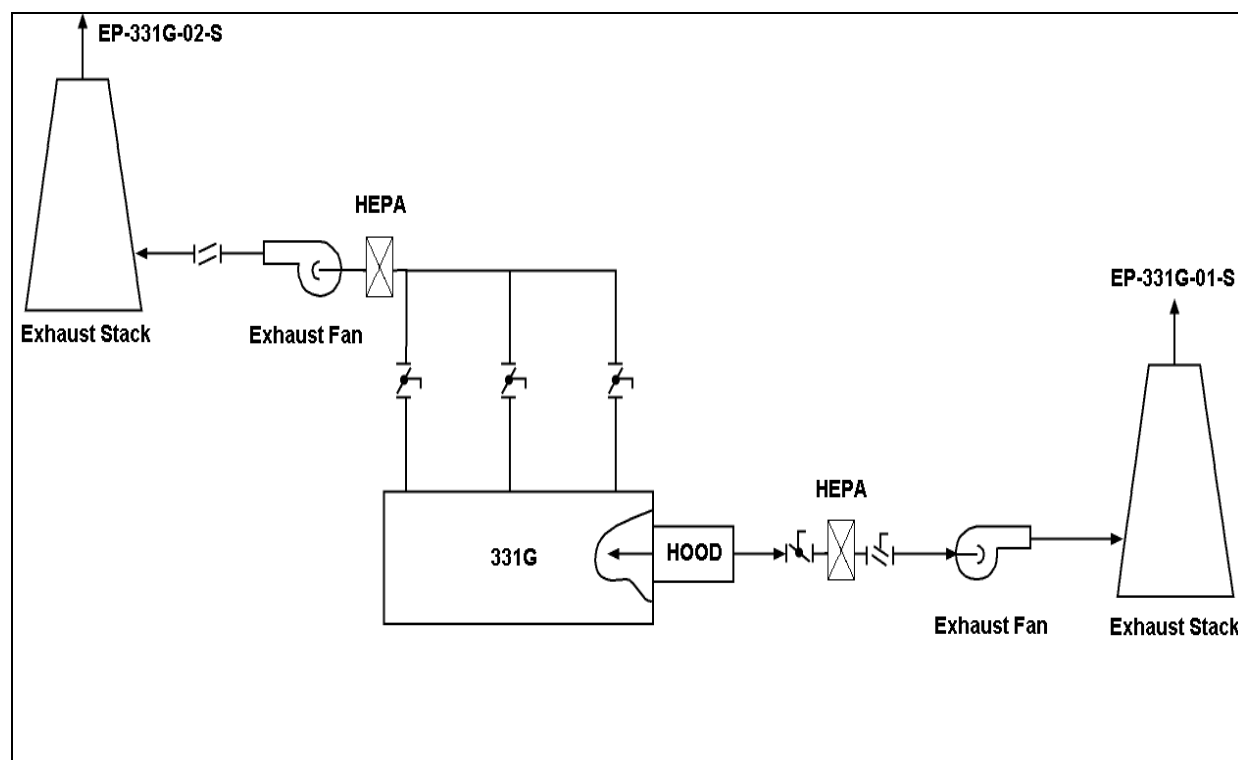 EP-331G-02-S
HEPA
Exhaust Stack
Exhaust Fan
EP-331G-01-S
331G
HOOD
HEPA
Exhaust Fan
Exhaust Stack